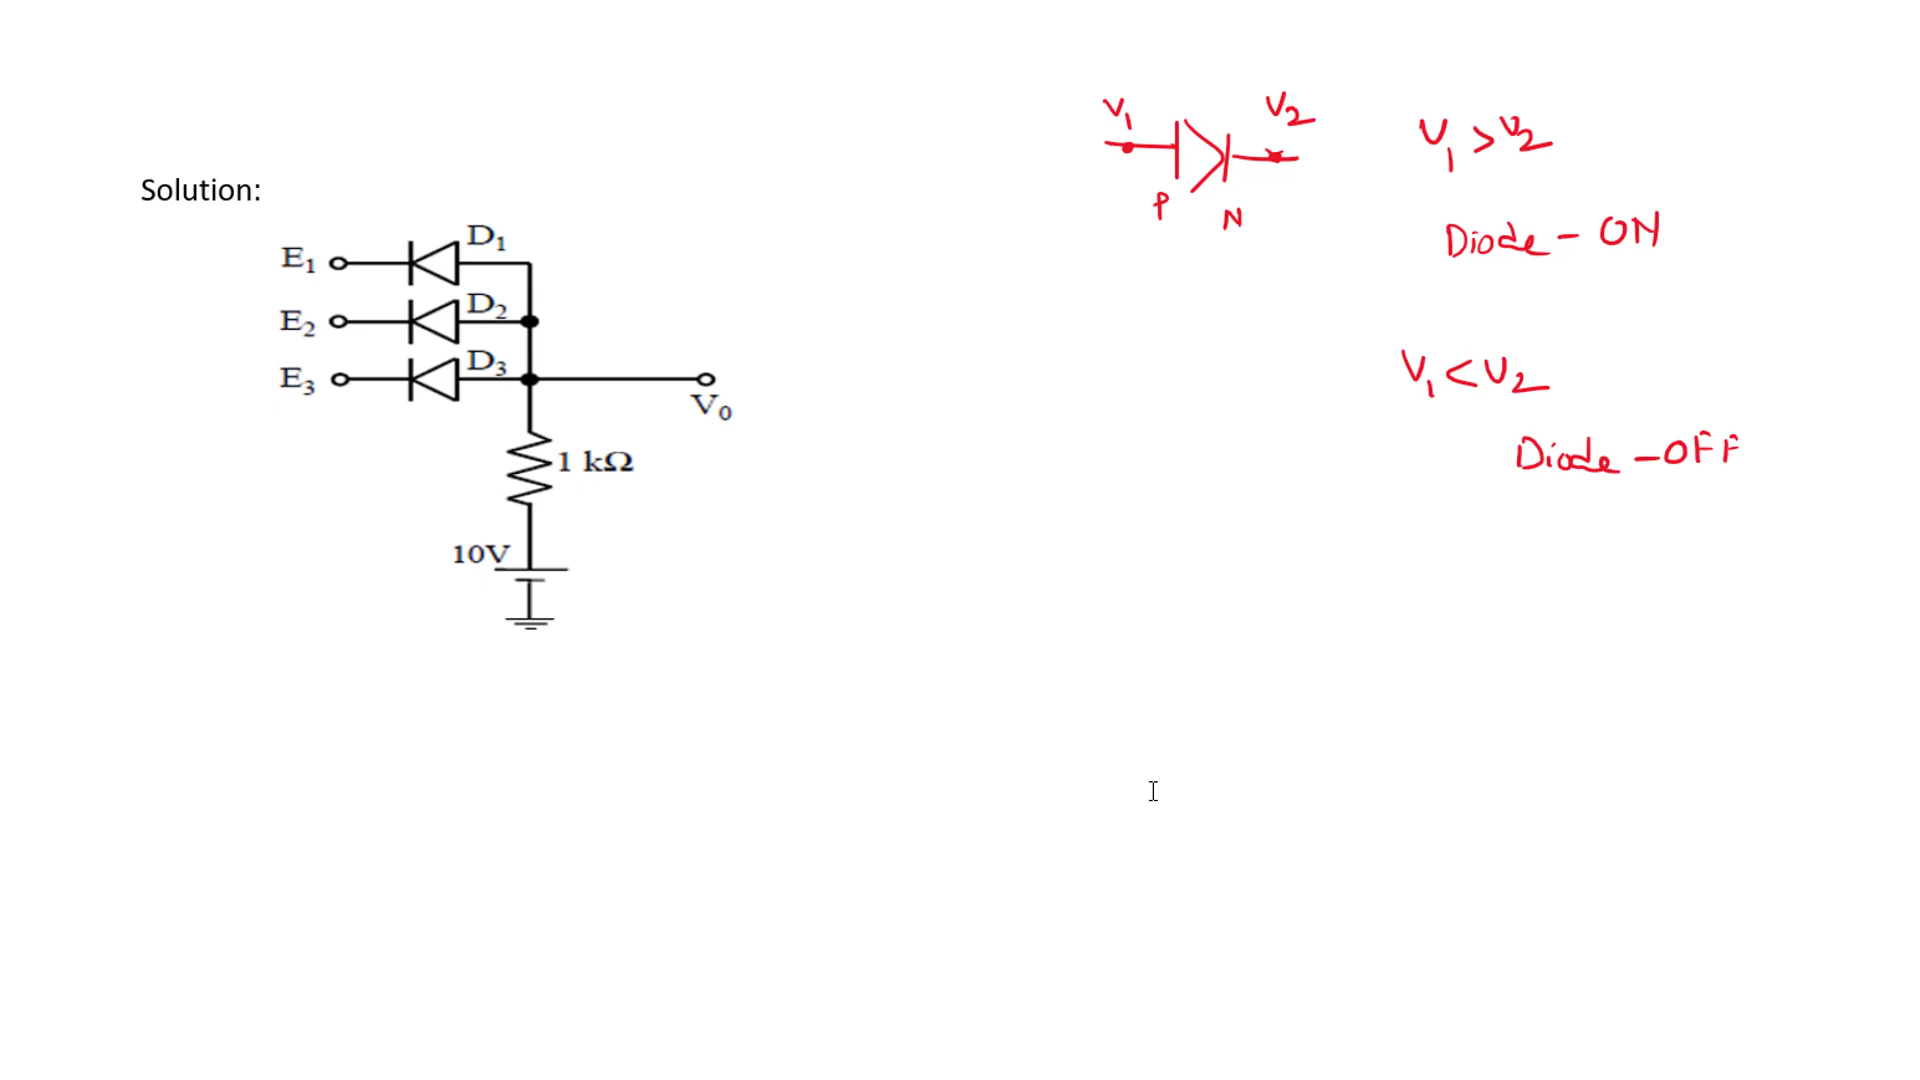 Solution:
E₁
D₁
E₂
D₂
E₃
D₃
V₀
1 kΩ
10V
V₁
V₂
P
N
V₁ > V₂
Diode - ON
V₁ < V₂
Diode - OFF